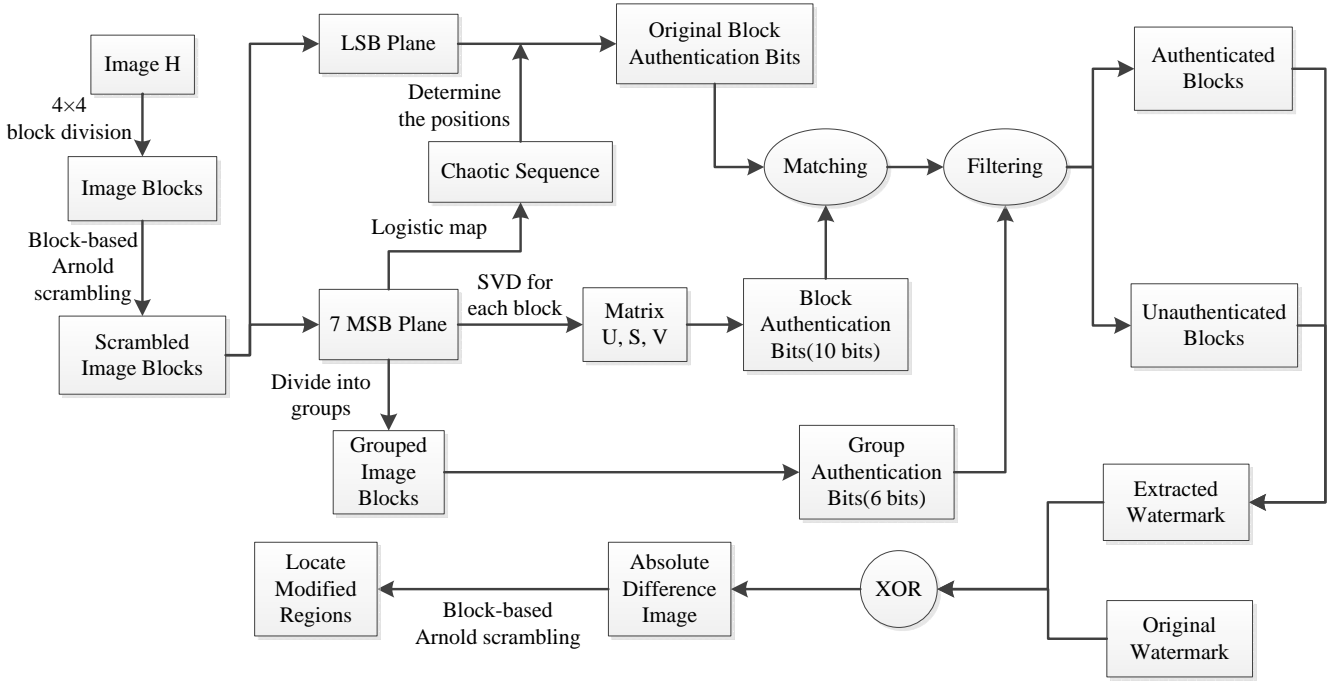 Image H
4×4
block division
Image Blocks
Block-based
Arnold
scrambling
Scrambled
Image Blocks
LSB Plane
Determine
the positions
Chaotic Sequence
Logistic map
7 MSB Plane
SVD for
each block
Matrix
U, S, V
Divide into
groups
Grouped
Image
Blocks
Original Block
Authentication Bits
Matching
Filtering
Block
Authentication
Bits(10 bits)
Group
Authentication
Bits(6 bits)
Authenticated
Blocks
Unauthenticated
Blocks
Extracted
Watermark
Original
Watermark
XOR
Absolute
Difference
Image
Block-based
Arnold scrambling
Locate
Modified
Regions